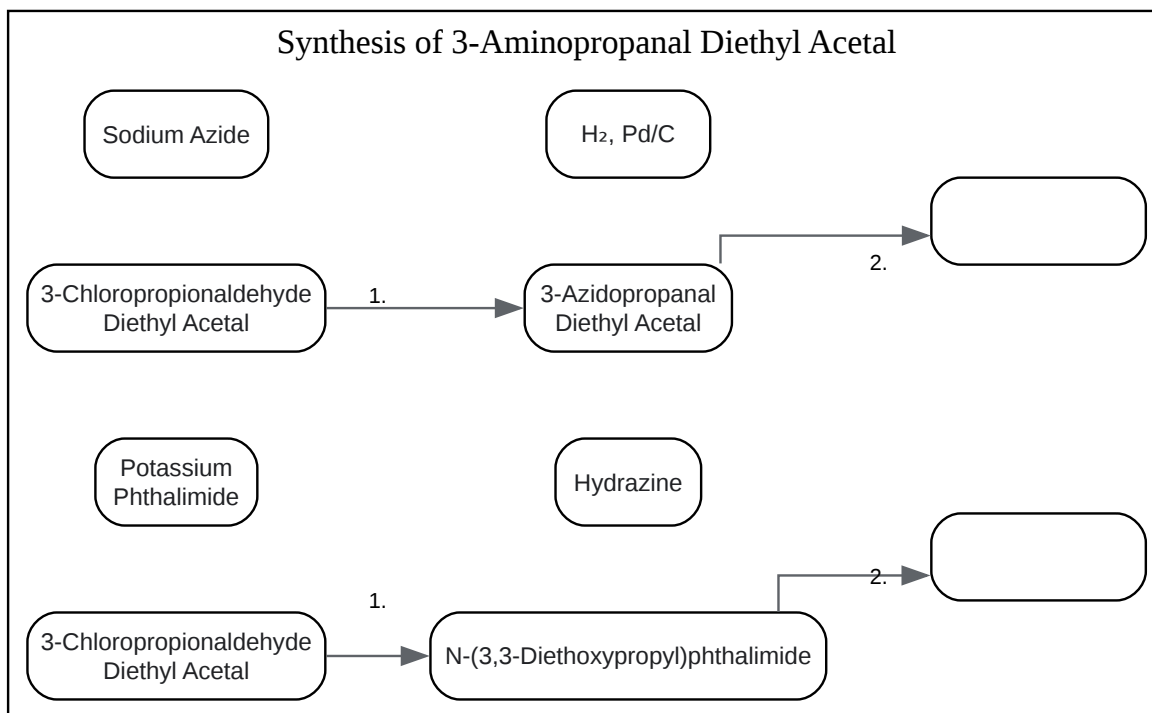 Synthesis of 3-Aminopropanal Diethyl Acetal
Sodium Azide
H₂, Pd/C
2.
3-Chloropropionaldehyde
Diethyl Acetal
1.
3-Azidopropanal
Diethyl Acetal
Potassium
Phthalimide
Hydrazine
2.
1.
3-Chloropropionaldehyde
Diethyl Acetal
N-(3,3-Diethoxypropyl)phthalimide